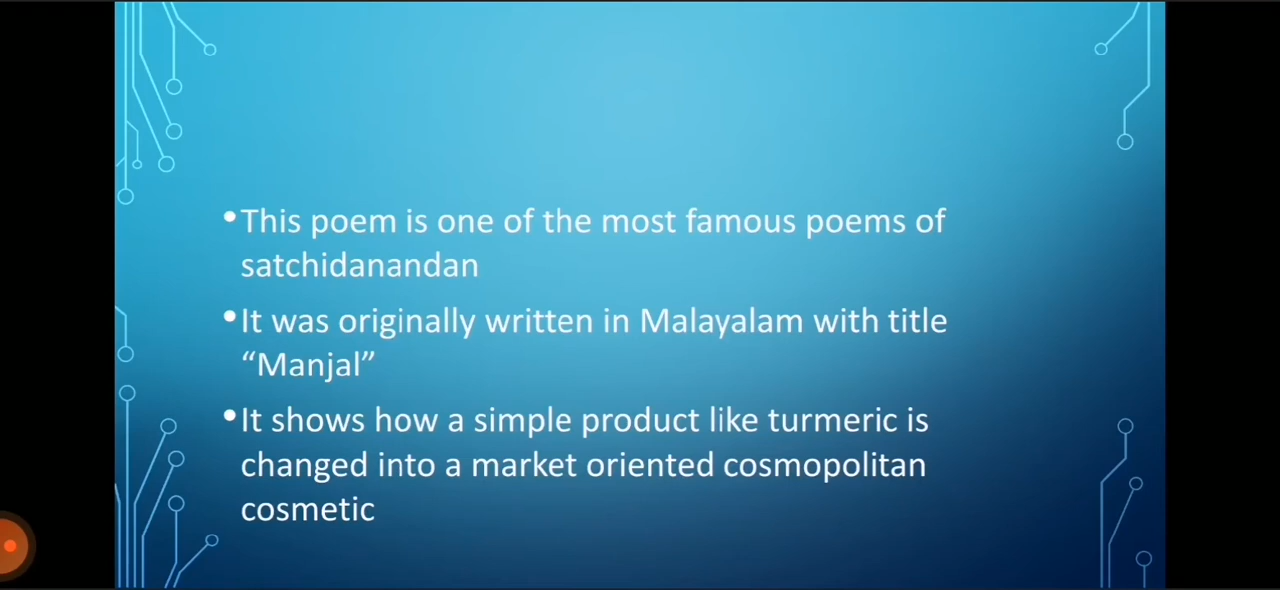 •This poem is one of the most famous poems of
satchidanandan
•It was originally written in Malayalam with title
“Manjal”
•It shows how a simple product like turmeric is
changed into a market oriented cosmopolitan
cosmetic